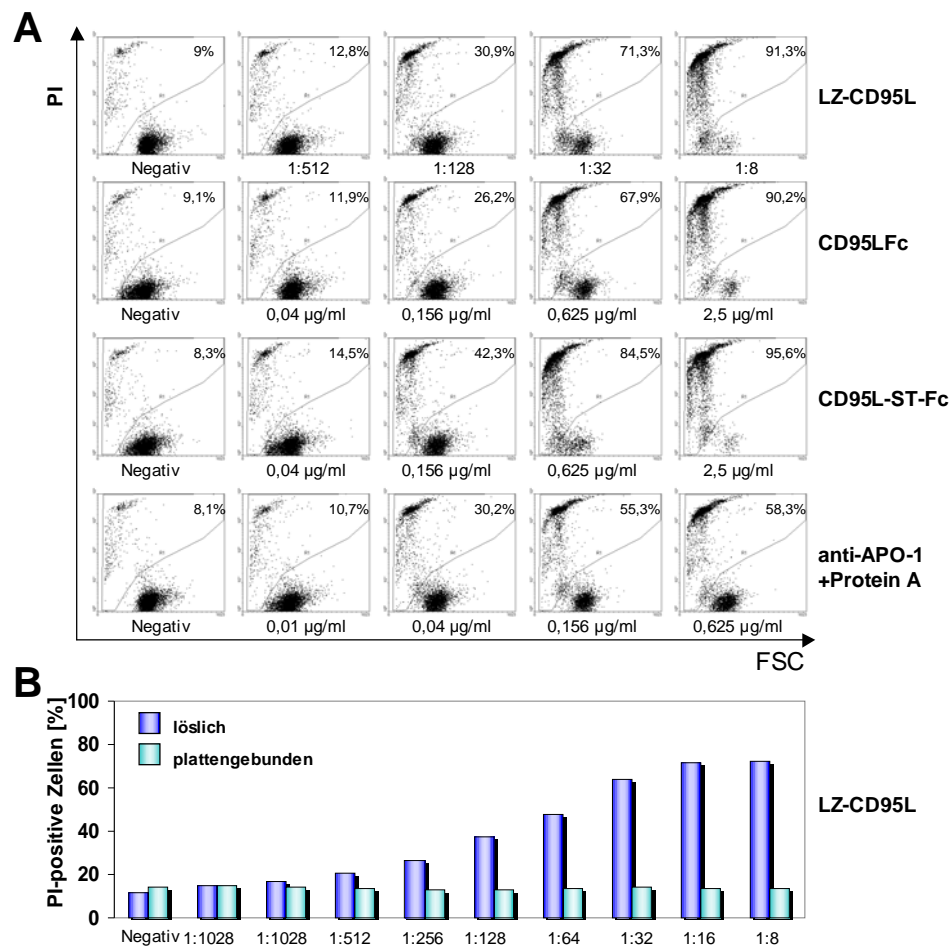 A
PI
9% 12,8% 30,9% 71,3% 91,3%
LZ-CD95L
Negativ 1:512 1:128 1:32 1:8
9,1% 11,9% 26,2% 67,9% 90,2%
CD95LFc
Negativ 0,04 µg/ml 0,156 µg/ml 0,625 µg/ml 2,5 µg/ml
8,3% 14,5% 42,3% 84,5% 95,6%
CD95L-ST-Fc
Negativ 0,04 µg/ml 0,156 µg/ml 0,625 µg/ml 2,5 µg/ml
8,1% 10,7% 30,2% 55,3% 58,3%
anti-APO-1
+Protein A
Negativ 0,01 µg/ml 0,04 µg/ml 0,156 µg/ml 0,625 µg/ml
FSC
B
PI-positive Zellen [%]
100
80
60
40
20
0
löslich
plattengebunden
LZ-CD95L
Negativ 1:1028 1:1028 1:512 1:256 1:128 1:64 1:32 1:16 1:8